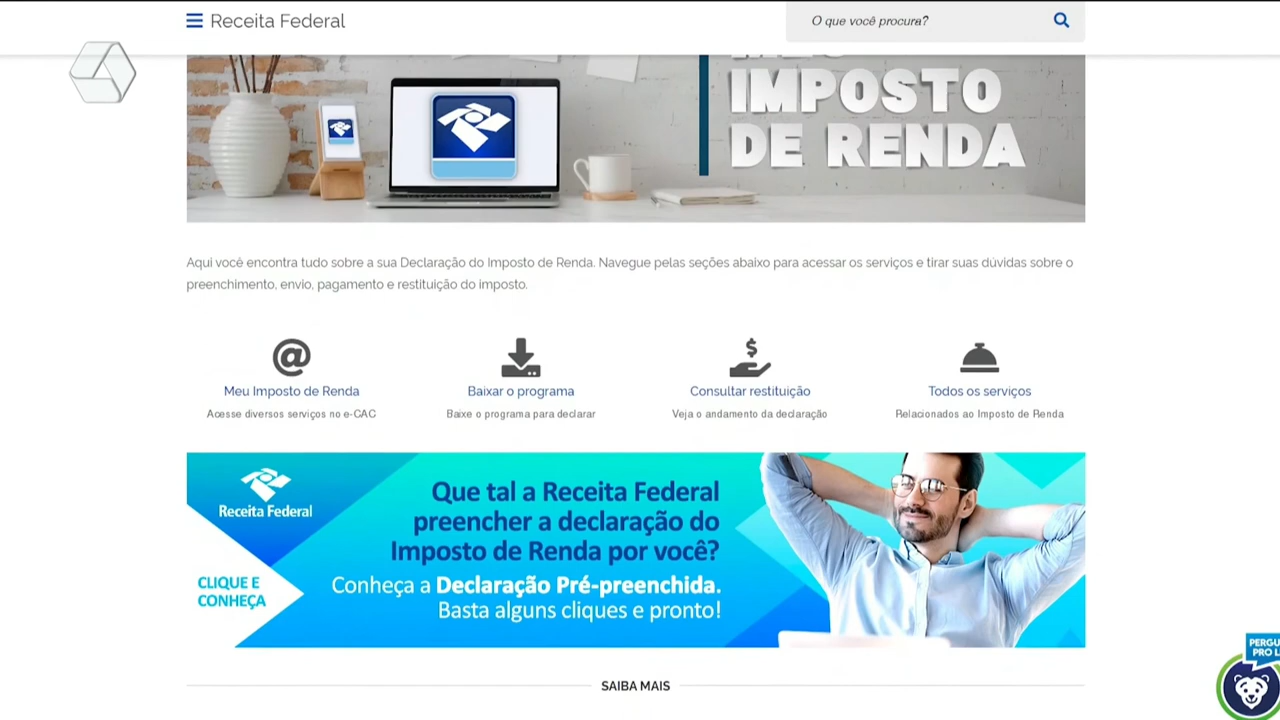 Receita Federal
O que você procura?
IMPOSTO
DE RENDA
Aqui você encontra tudo sobre a sua Declaração do Imposto de Renda. Navegue pelas seções abaixo para acessar os serviços e tirar suas dúvidas sobre o
preenchimento, envio, pagamento e restituição do imposto.
Meu Imposto de Renda
Acesse diversos serviços no e-CAC
Baixar o programa
Baixe o programa para declarar
Consultar restituição
Veja o andamento da declaração
Todos os serviços
Relacionados ao Imposto de Renda
Receita Federal
CLIQUE E
CONHEÇA
Que tal a Receita Federal
preencher a declaração do
Imposto de Renda por você?
Conheça a Declaração Pré-preenchida.
Basta alguns cliques e pronto!
SAIBA MAIS
PERGU
PRO L